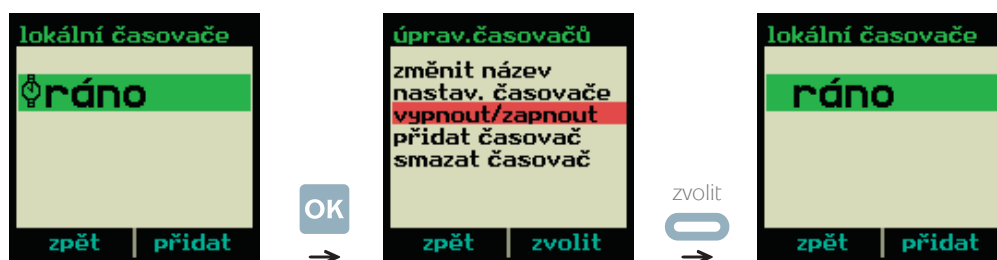 lokální časovače
ráno
zpět přidat
OK
úprav.časovačů
změnit název
nastav. časovače
vypnout/zapnout
přidat časovač
smazat časovač
zpět zvolit
zvolit
lokální časovače
ráno
zpět přidat